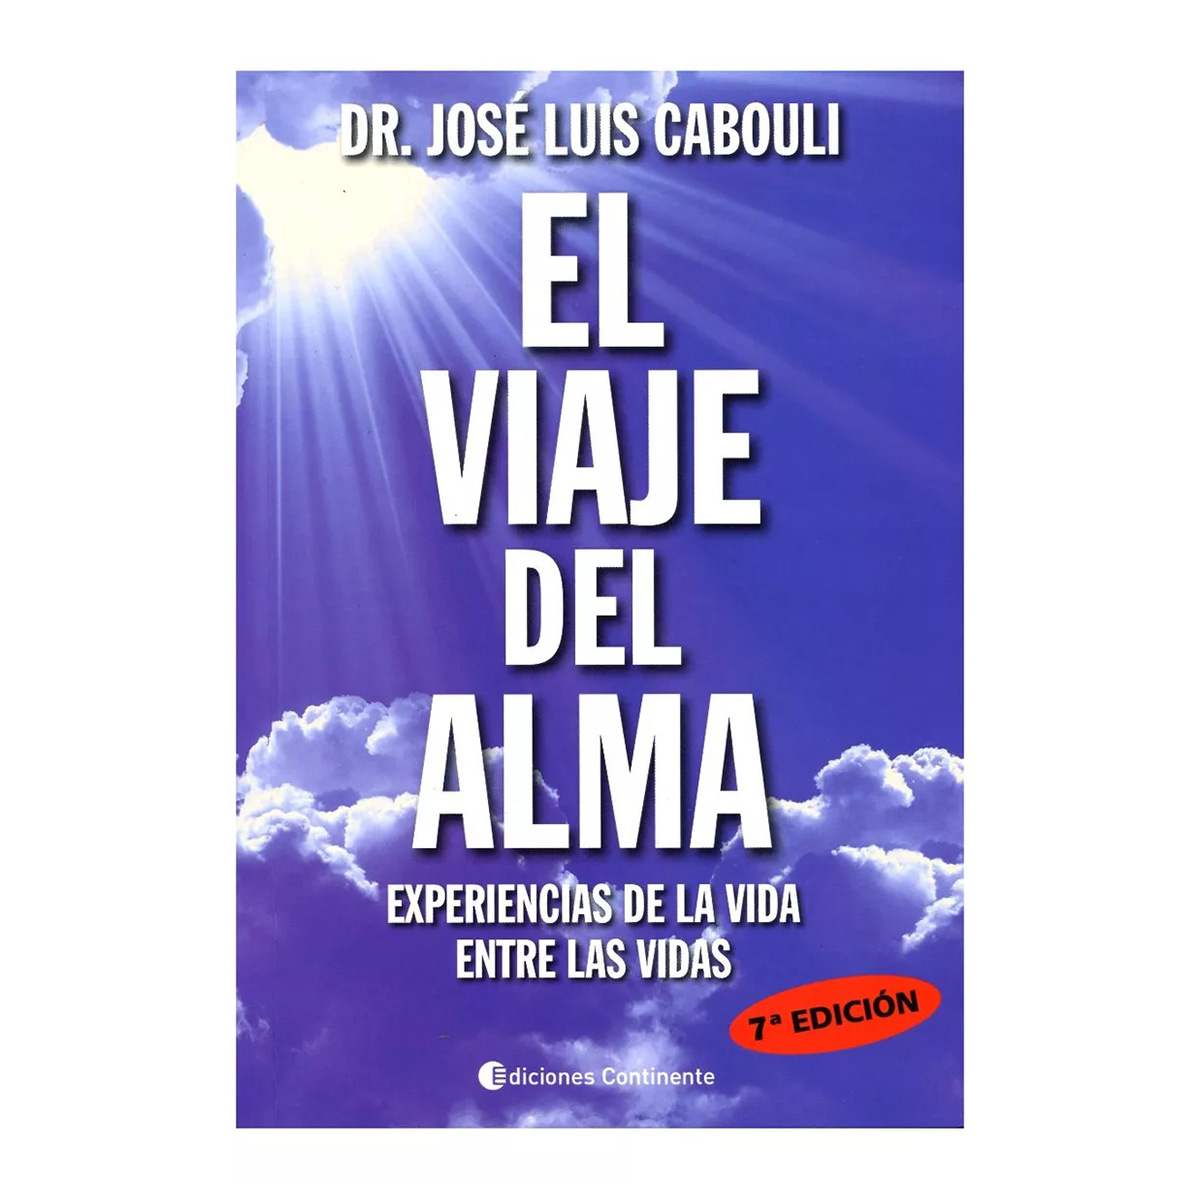 DR. JOSÉ LUIS CABOULI
EL
VIAJE
DEL
ALMA
EXPERIENCIAS DE LA VIDA
ENTRE LAS VIDAS
7ª EDICIÓN
Ediciones Continente